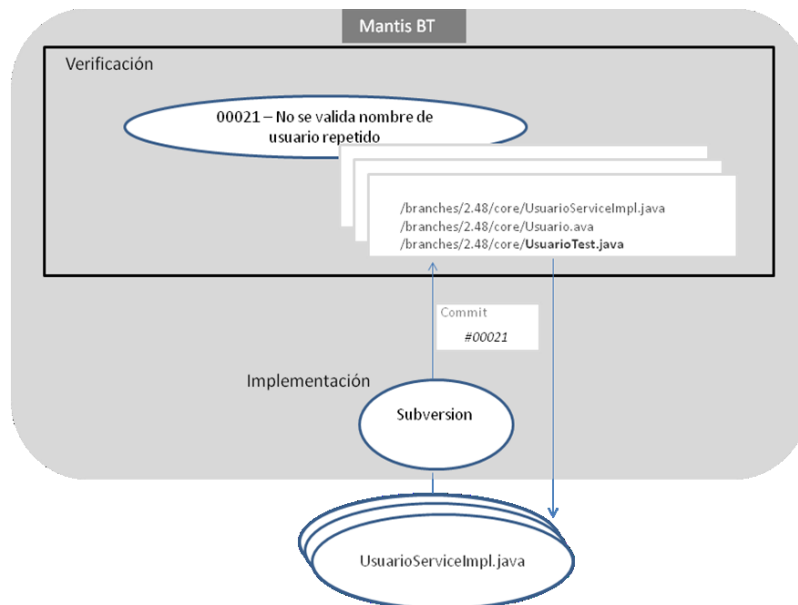 Mantis BT
Verificación
00021 – No se valida nombre de
usuario repetido
/branches/2.48/core/UsuarioServiceImpl.java
/branches/2.48/core/Usuario.ava
/branches/2.48/core/UsuarioTest.java
Commit
#00021
Implementación
Subversion
UsuarioServiceImpl.java